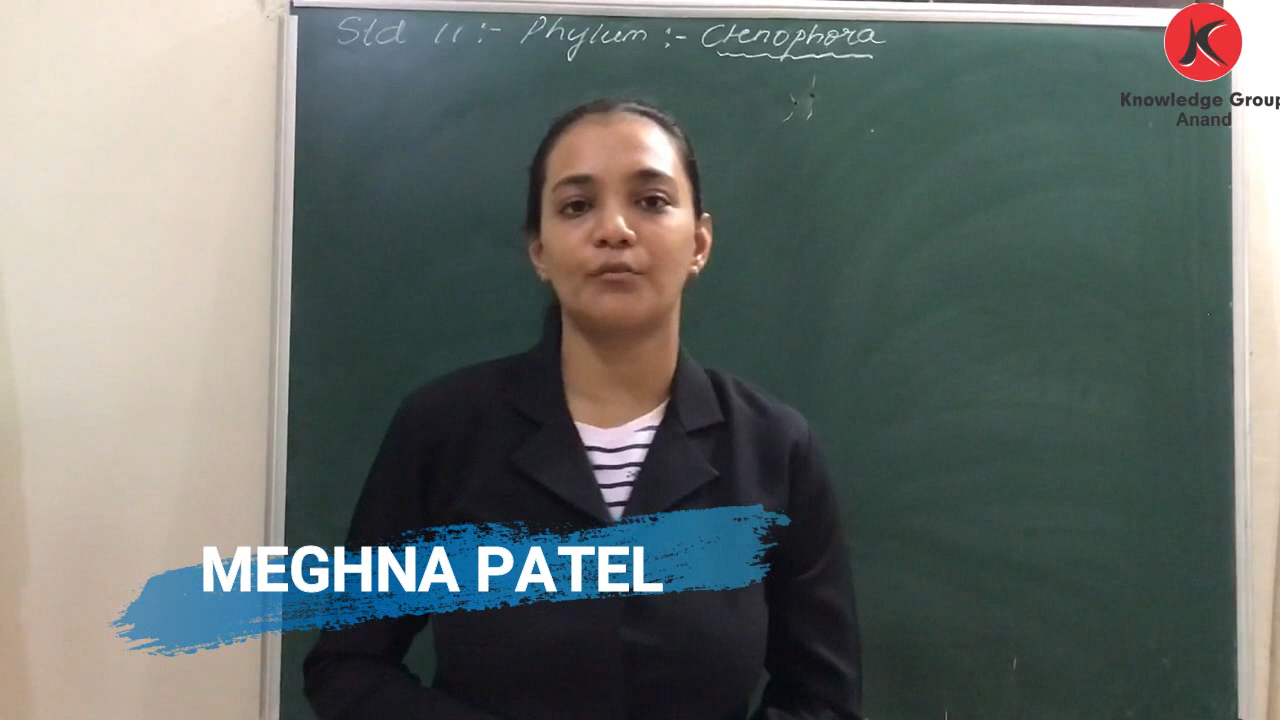 Std 11 :- Phylum :- Ctenophora
Knowledge Group
Anand
MEGHNA PATEL